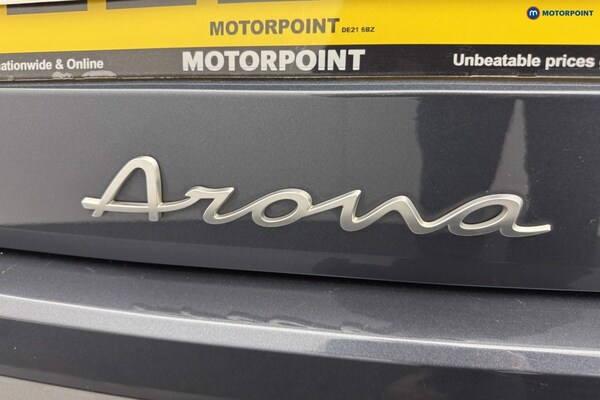 MOTORPOINT
MOTORPOINT DE21 6BZ
ationwide & Online MOTORPOINT Unbeatable prices
Arona